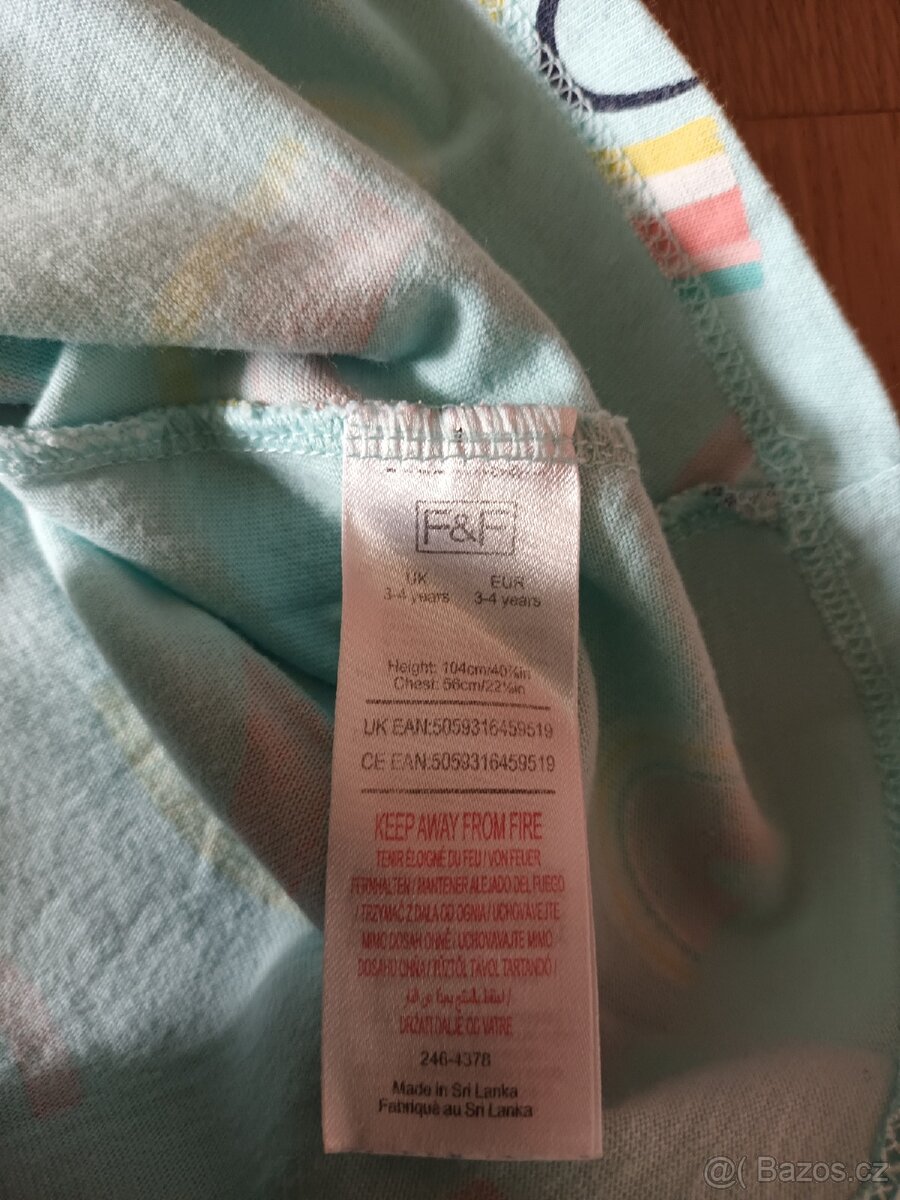 F&F
UK EUR
3-4 years 3-4 years
Height: 104cm/40⅞in
Chest: 56cm/22⅛in
UK EAN:5059316459519
CE EAN:5059316459519
KEEP AWAY FROM FIRE
TENIR ÉLOIGNÉ DU FEU / VON FEUER
FERNHALTEN / MANTENER ALEJADO DEL FUEGO
/ TRZYMAĆ Z DALA OD OGNIA / UCHOVÁVEJTE
MIMO DOSAH OHNĚ / UCHOVÁVAJTE MIMO
DOSAHU OHŇA / TŰZTŐL TÁVOL TARTANDÓ /
DRŽATI DALJE OD VATRE
246-4378
Made in Sri Lanka
Fabriqué au Sri Lanka
@( Bazos.cz